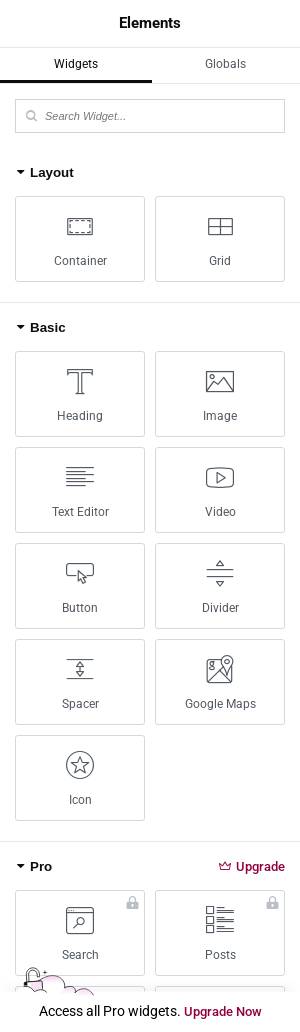 Elements
Widgets Globals
Search Widget...
Layout
Container Grid
Basic
Heading Image
Text Editor Video
Button Divider
Spacer Google Maps
Icon
Pro Upgrade
Search Posts
Access all Pro widgets. Upgrade Now